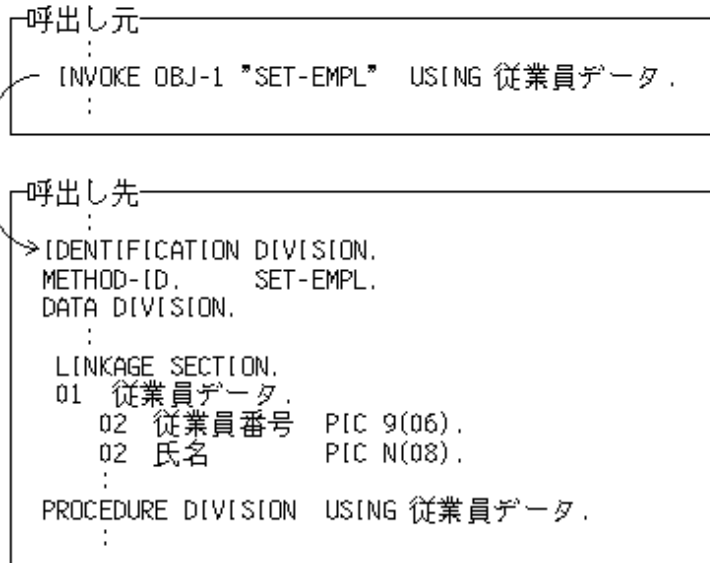 呼出し元
:
INVOKE OBJ-1 ”SET-EMPL” USING 従業員データ.
:
呼出し先
:
IDENTIFICATION DIVISION.
METHOD-ID. SET-EMPL.
DATA DIVISION.
:
LINKAGE SECTION.
01 従業員データ.
02 従業員番号 PIC 9(06).
02 氏名 PIC N(08).
:
PROCEDURE DIVISION USING 従業員データ.
: